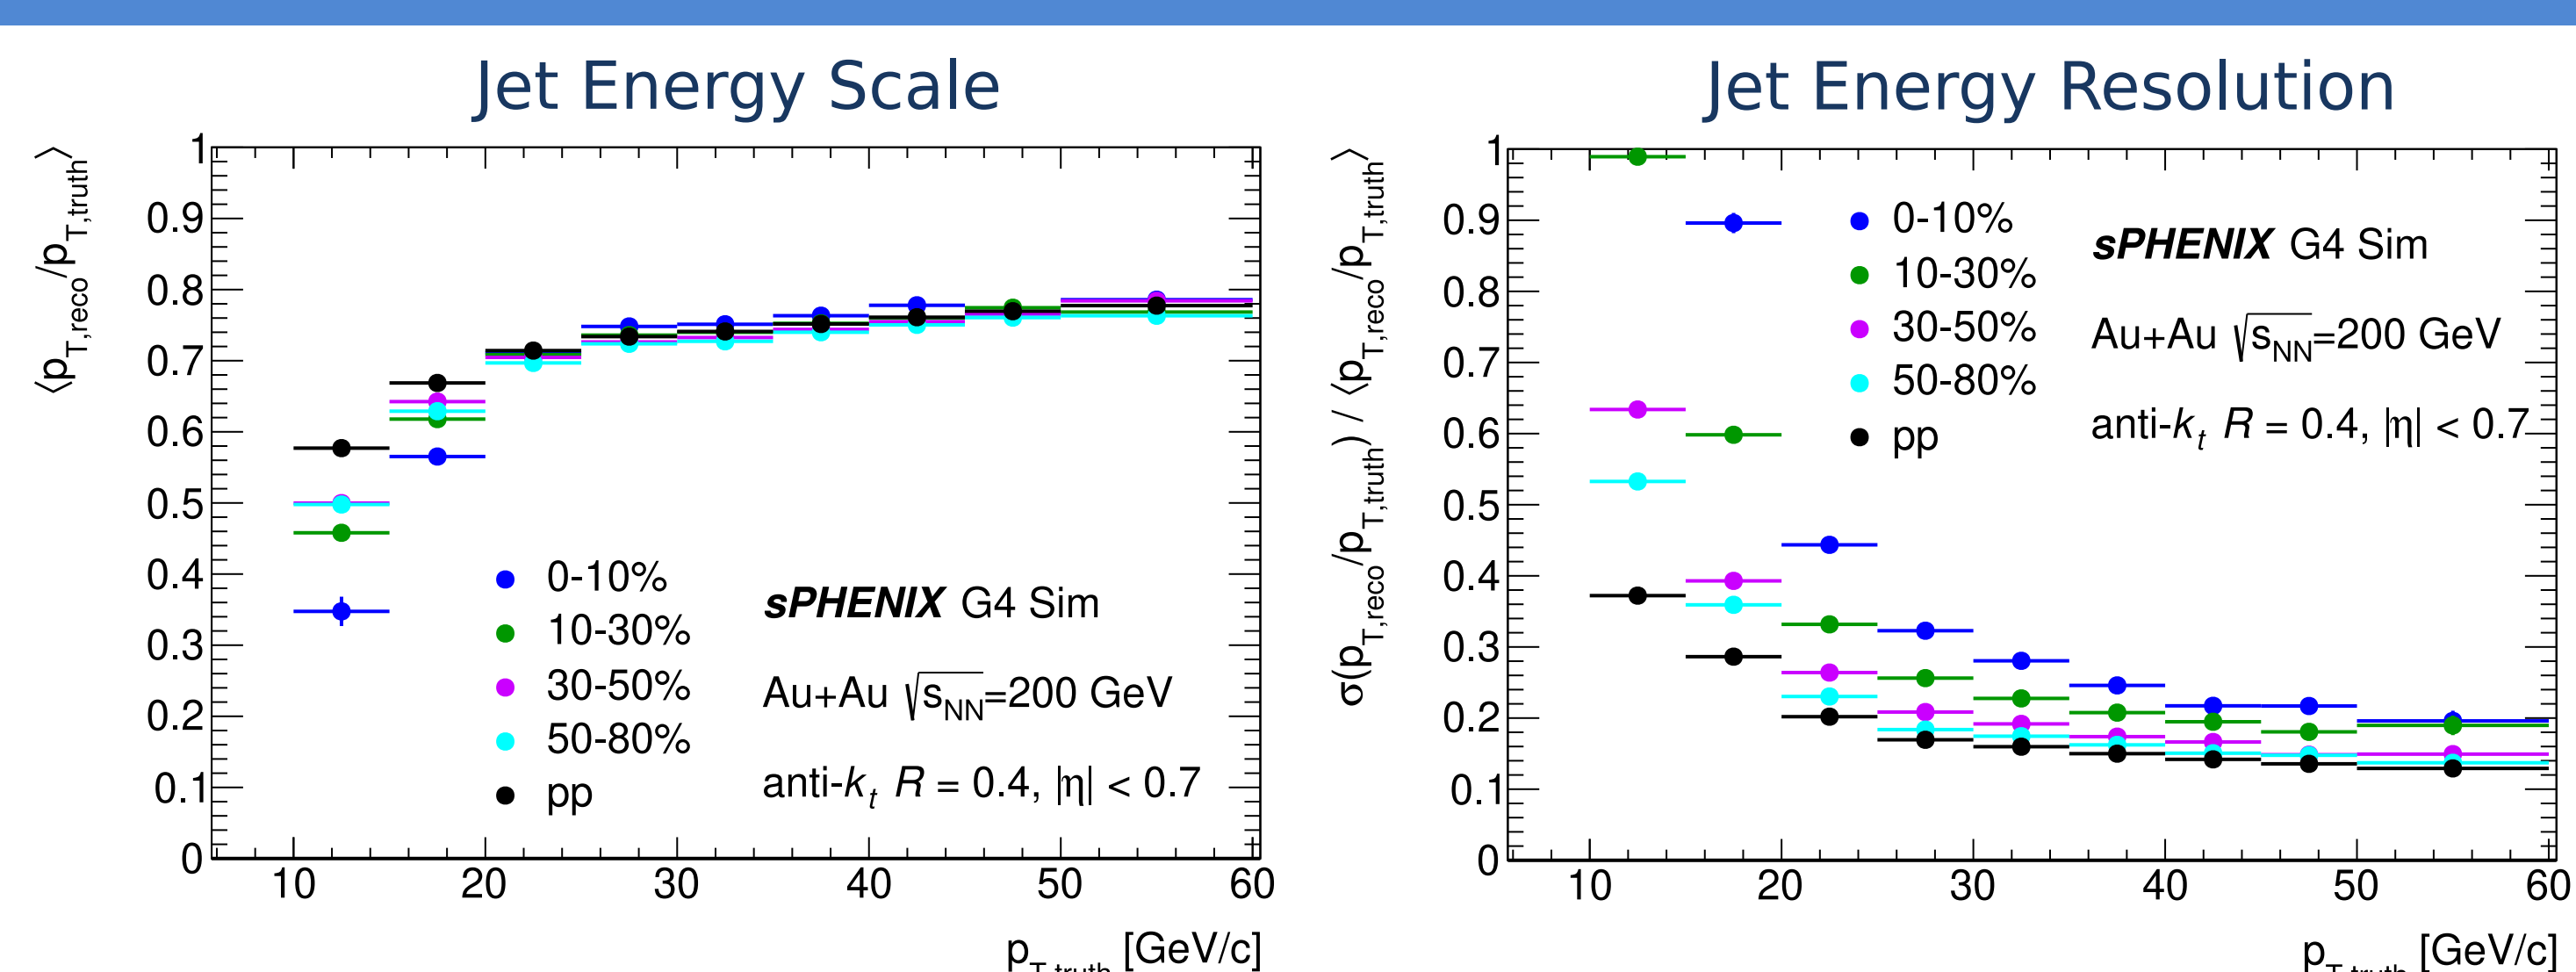 Jet Energy Scale
⟨p_T,reco/p_T,truth⟩
1
0.9
0.8
0.7
0.6
0.5
0.4
0.3
0.2
0.1
0
0-10%
10-30%
30-50%
50-80%
pp
sPHENIX G4 Sim
Au+Au √s_NN=200 GeV
anti-k_t R = 0.4, |η| < 0.7
10 20 30 40 50 60
p_T,truth [GeV/c]
Jet Energy Resolution
σ(p_T,reco/p_T,truth) / ⟨p_T,reco/p_T,truth⟩
1
0.9
0.8
0.7
0.6
0.5
0.4
0.3
0.2
0.1
0
0-10%
10-30%
30-50%
50-80%
pp
sPHENIX G4 Sim
Au+Au √s_NN=200 GeV
anti-k_t R = 0.4, |η| < 0.7
10 20 30 40 50 60
p_T,truth [GeV/c]